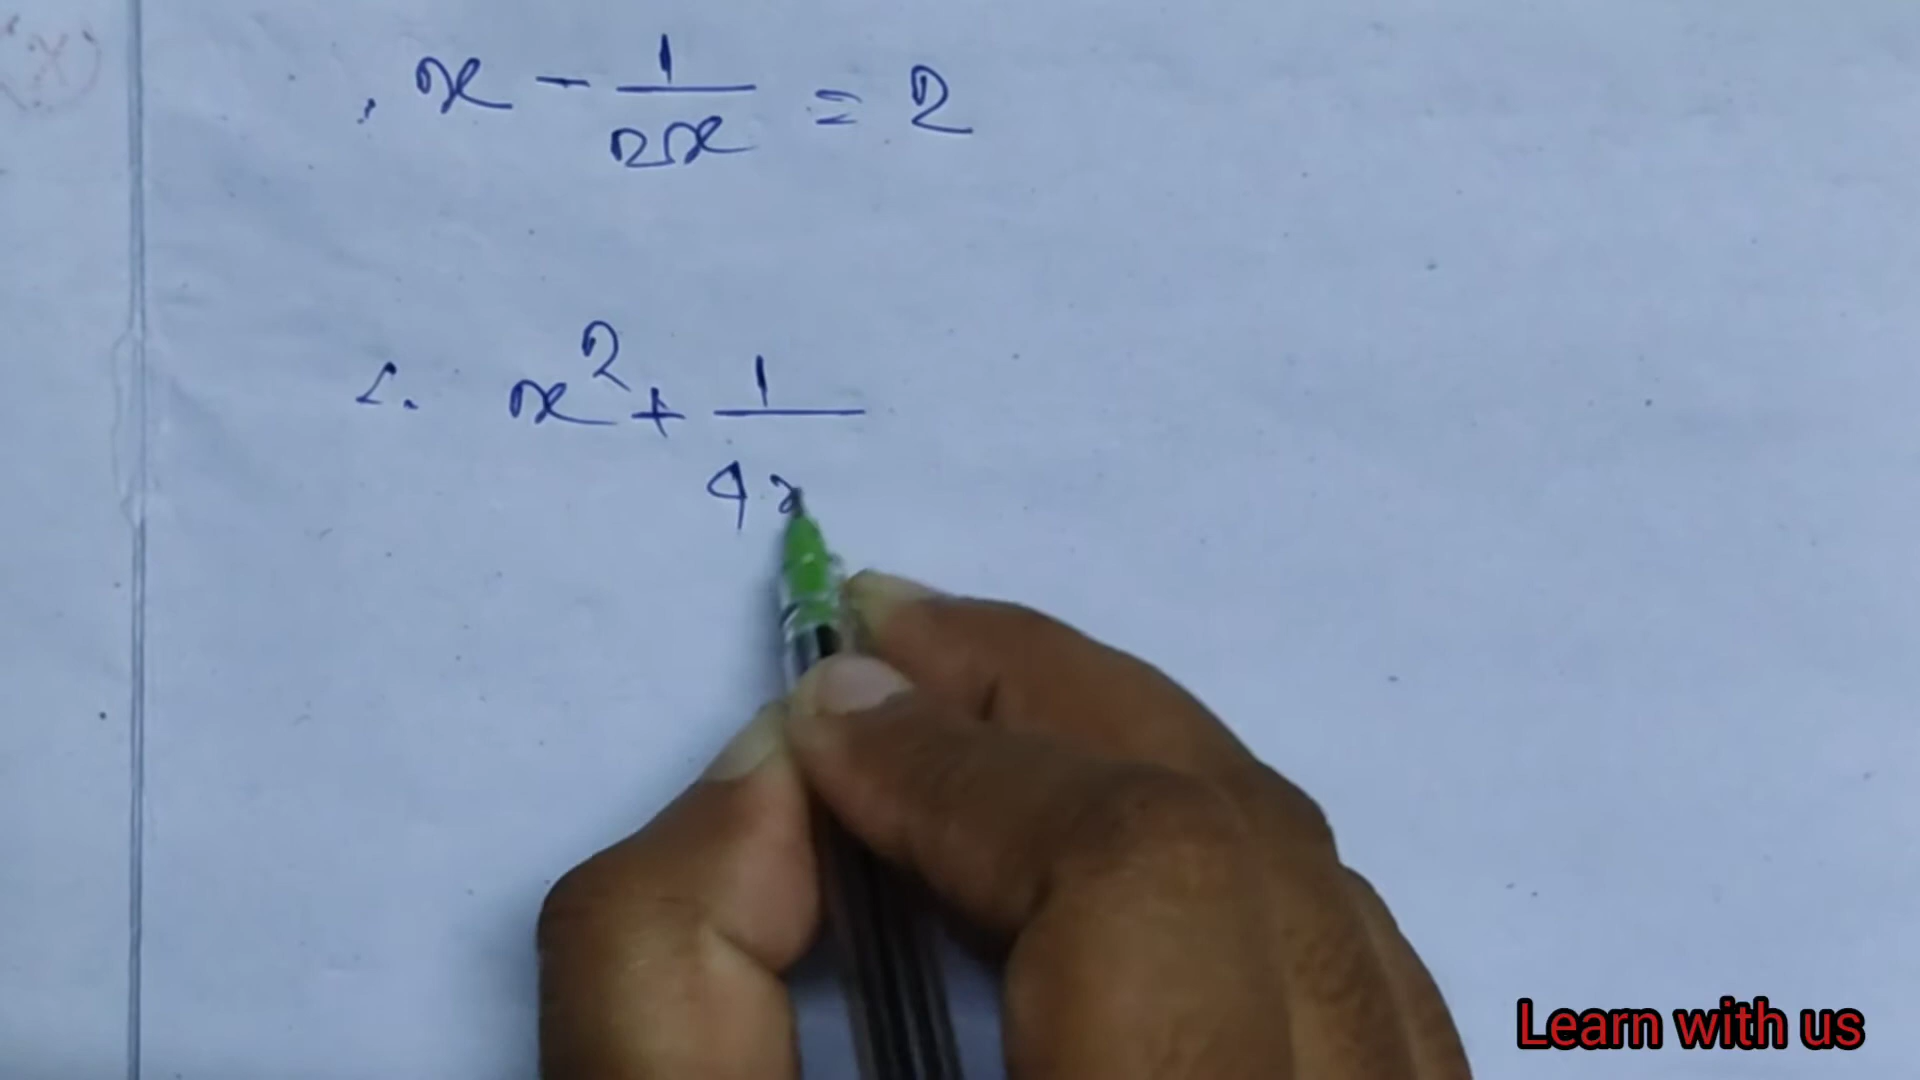 x - 1/2x = 2
∴ x² + 1/4x
Learn with us